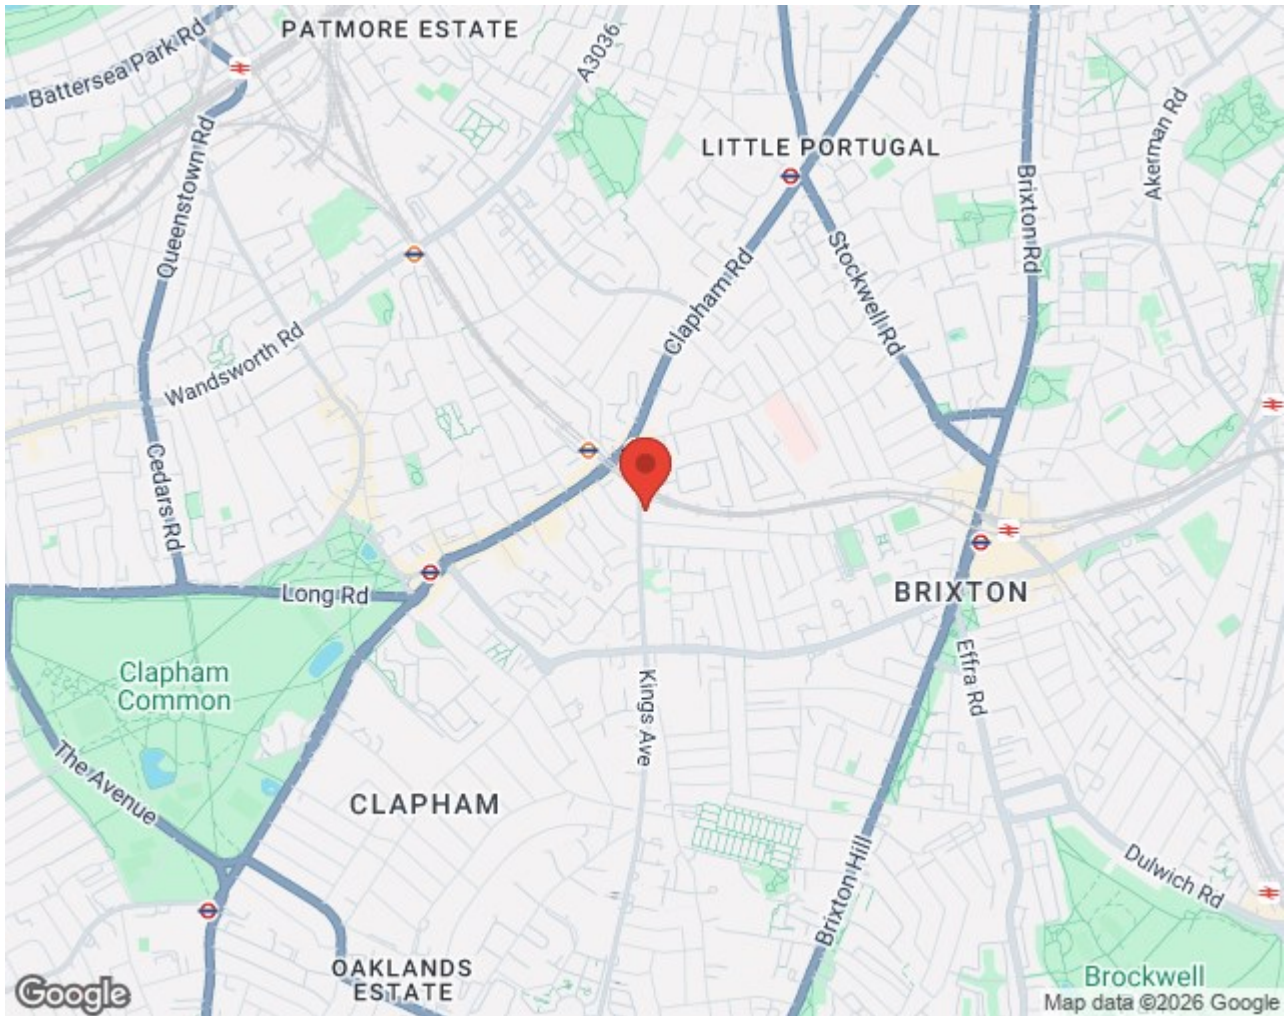 PATMORE ESTATE
Battersea Park Rd
A3036
Akerman Rd
LITTLE PORTUGAL
Queenstown Rd
Brixton Rd
Stockwell Rd
Clapham Rd
Wandsworth Rd
Cedars Rd
Long Rd
BRIXTON
Effra Rd
Clapham
Common
Kings Ave
The Avenue
CLAPHAM
Brixton Hill
Dulwich Rd
OAKLANDS
ESTATE
Brockwell
Google
Map data ©2026 Google